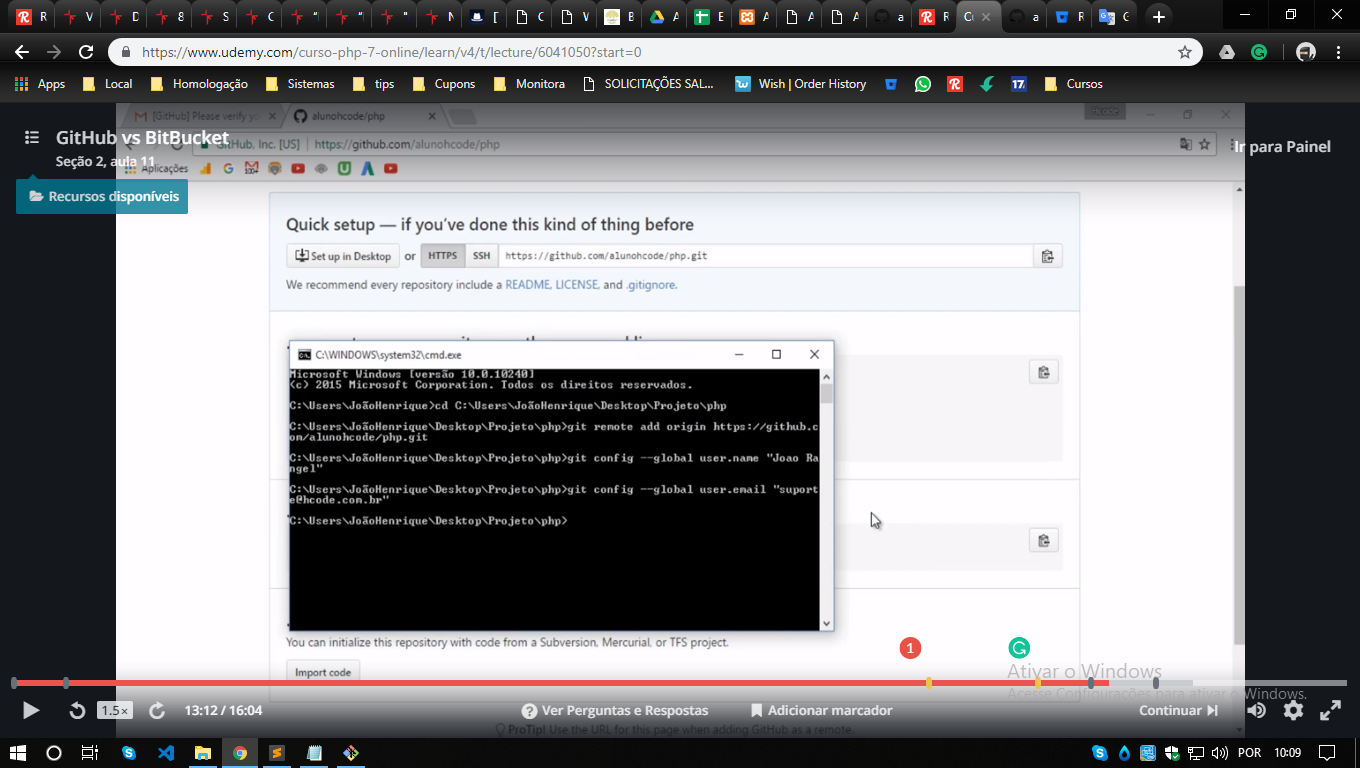 https://www.udemy.com/curso-php-7-online/learn/v4/t/lecture/6041050?start=0
Apps Local Homologação Sistemas tips Cupons Monitora SOLICITAÇÕES SAL... Wish | Order History Cursos
GitHub vs BitBucket
Seção 2, aula 11
Recursos disponíveis
Ir para Painel
[GitHub] Please verify yo alunohcode/php
GitHub, Inc. [US] https://github.com/alunohcode/php
Aplicações
Quick setup — if you've done this kind of thing before
Set up in Desktop or HTTPS SSH https://github.com/alunohcode/php.git
We recommend every repository include a README, LICENSE, and .gitignore.
C:\WINDOWS\system32\cmd.exe
Microsoft Windows [versão 10.0.10240]
(c) 2015 Microsoft Corporation. Todos os direitos reservados.
C:\Users\JoãoHenrique>cd C:\Users\JoãoHenrique\Desktop\Projeto\php
C:\Users\JoãoHenrique\Desktop\Projeto\php>git remote add origin https://github.c
om/alunohcode/php.git
C:\Users\JoãoHenrique\Desktop\Projeto\php>git config --global user.name "Joao Ra
ngel"
C:\Users\JoãoHenrique\Desktop\Projeto\php>git config --global user.email "suport
e@hcode.com.br"
C:\Users\JoãoHenrique\Desktop\Projeto\php>
You can initialize this repository with code from a Subversion, Mercurial, or TFS project.
Import code
1
Ativar o Windows
Acesse Configurações para ativar o Windows.
1.5x 13:12 / 16:04 Ver Perguntas e Respostas Adicionar marcador Continuar
ProTip! Use the URL for this page when adding GitHub as a remote.
POR 10:09